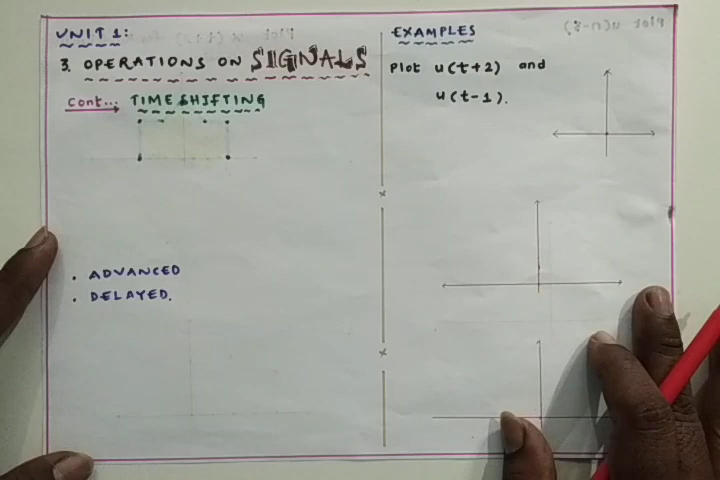 UNIT 1:
3. OPERATIONS ON SIGNALS
Cont... TIME SHIFTING
. ADVANCED
. DELAYED.
EXAMPLES
Plot u(t+2) and
u(t-1).